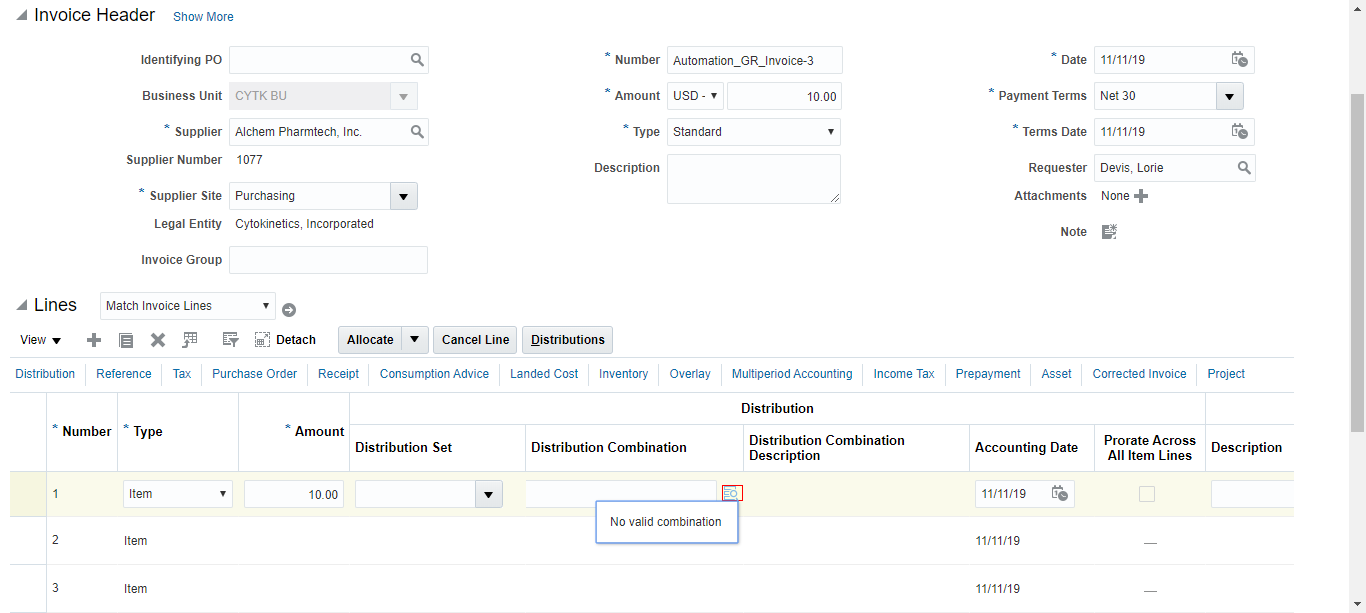 Invoice Header Show More
Identifying PO
* Number Automation_GR_Invoice-3
* Date 11/11/19
Business Unit CYTK BU
* Amount USD - 10.00
* Payment Terms Net 30
* Supplier Alchem Pharmtech, Inc.
* Type Standard
* Terms Date 11/11/19
Supplier Number 1077
Description
Requester Devis, Lorie
* Supplier Site Purchasing
Attachments None
Legal Entity Cytokinetics, Incorporated
Note
Invoice Group
Lines Match Invoice Lines
View Detach Allocate Cancel Line Distributions
Distribution Reference Tax Purchase Order Receipt Consumption Advice Landed Cost Inventory Overlay Multiperiod Accounting Income Tax Prepayment Asset Corrected Invoice Project
Distribution
* Number * Type * Amount Distribution Set Distribution Combination Distribution Combination Description Accounting Date Prorate Across All Item Lines Description
1 Item 10.00 11/11/19
No valid combination
2 Item 11/11/19
3 Item 11/11/19